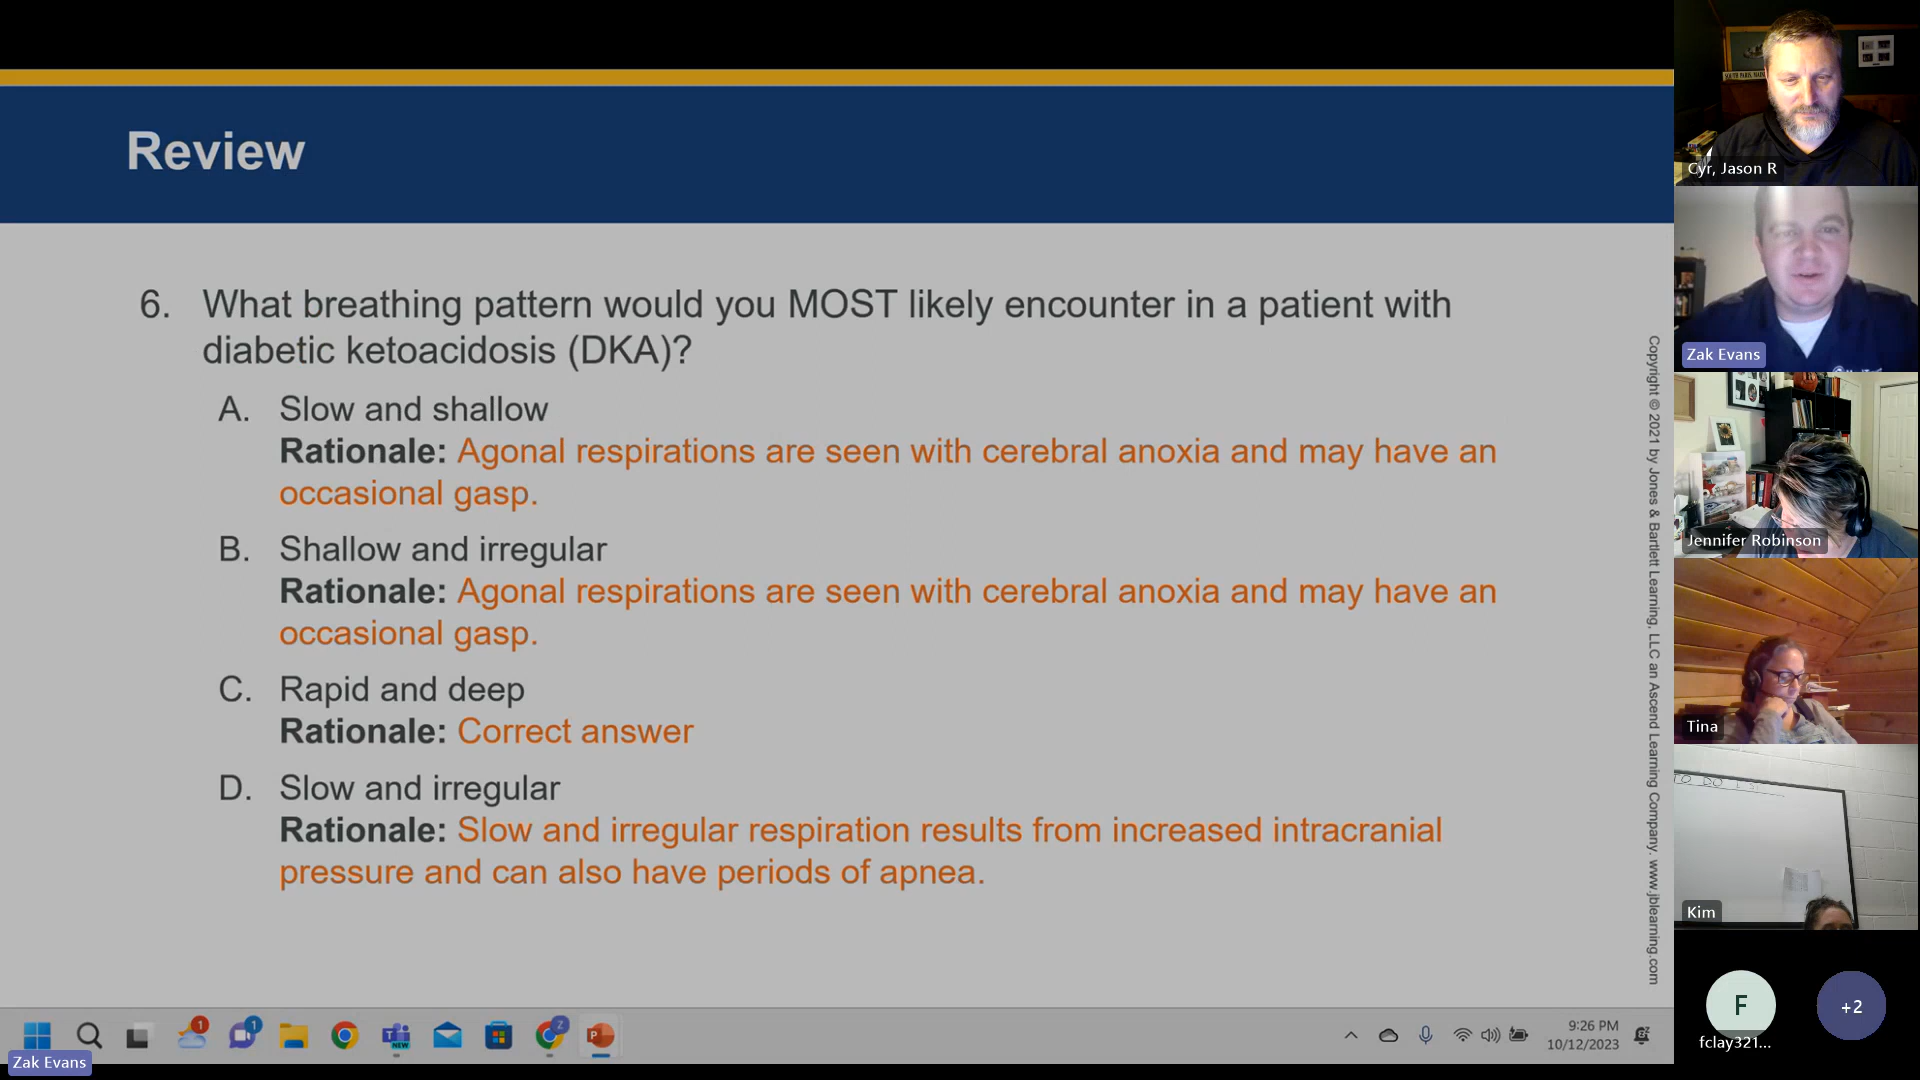 Review
6. What breathing pattern would you MOST likely encounter in a patient with
diabetic ketoacidosis (DKA)?
A. Slow and shallow
Rationale: Agonal respirations are seen with cerebral anoxia and may have an
occasional gasp.
B. Shallow and irregular
Rationale: Agonal respirations are seen with cerebral anoxia and may have an
occasional gasp.
C. Rapid and deep
Rationale: Correct answer
D. Slow and irregular
Rationale: Slow and irregular respiration results from increased intracranial
pressure and can also have periods of apnea.
Copyright © 2021 by Jones & Bartlett Learning, LLC an Ascend Learning Company. www.jblearning.com
Cyr, Jason R
Zak Evans
Jennifer Robinson
Tina
TO DO
Kim
F
fclay321...
+2
1
1
NEW
Z
P
9:26 PM
10/12/2023
Zak Evans